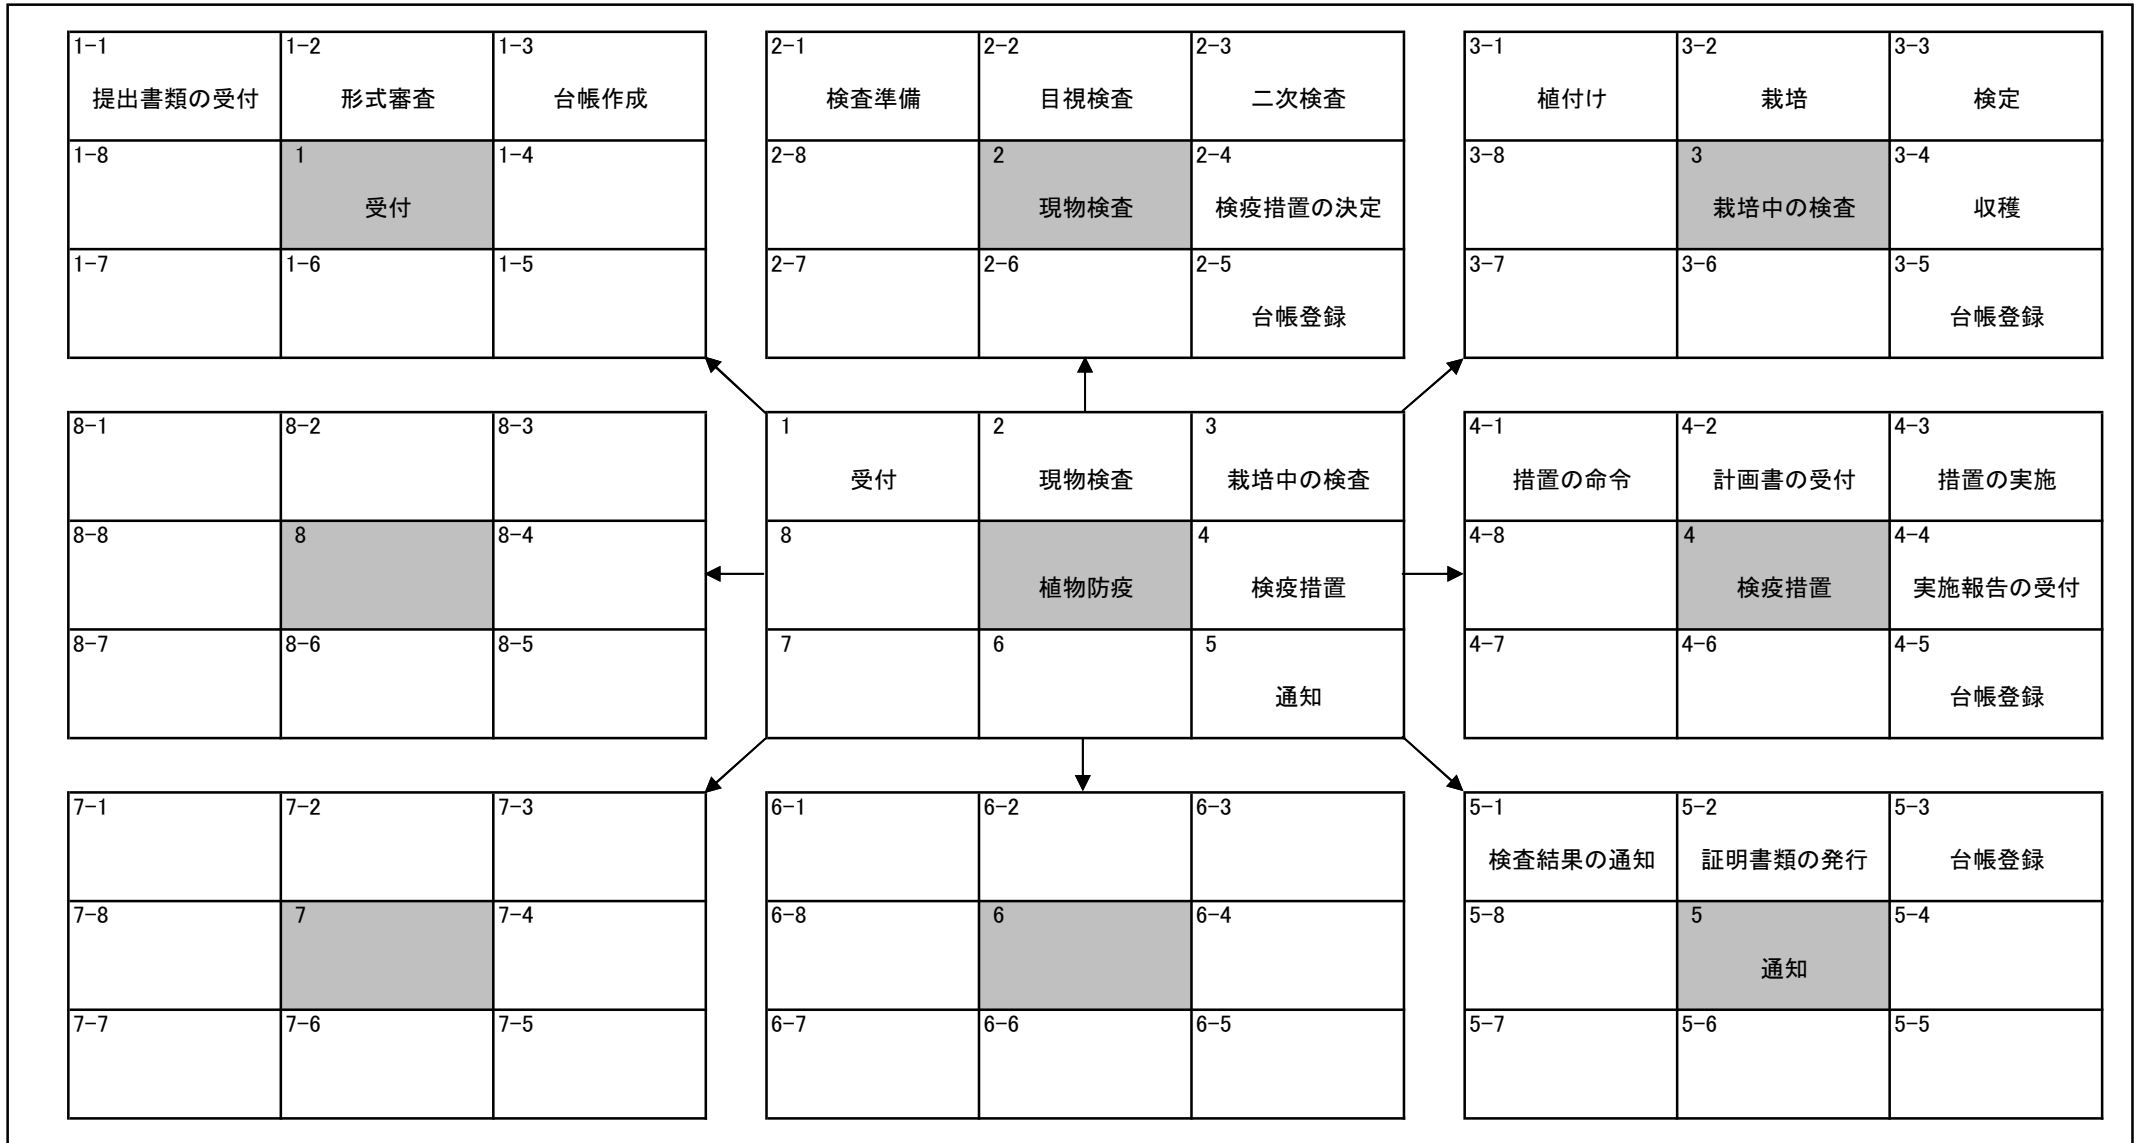 1-1 1-2 1-3
提出書類の受付 形式審査 台帳作成
1-8 1 1-4
受付
1-7 1-6 1-5
2-1 2-2 2-3
検査準備 目視検査 二次検査
2-8 2 2-4
現物検査 検疫措置の決定
2-7 2-6 2-5
台帳登録
3-1 3-2 3-3
植付け 栽培 検定
3-8 3 3-4
栽培中の検査 収穫
3-7 3-6 3-5
台帳登録
8-1 8-2 8-3
8-8 8 8-4
8-7 8-6 8-5
1 2 3
受付 現物検査 栽培中の検査
8 4
植物防疫 検疫措置
7 6 5
通知
4-1 4-2 4-3
措置の命令 計画書の受付 措置の実施
4-8 4 4-4
検疫措置 実施報告の受付
4-7 4-6 4-5
台帳登録
7-1 7-2 7-3
7-8 7 7-4
7-7 7-6 7-5
6-1 6-2 6-3
6-8 6 6-4
6-7 6-6 6-5
5-1 5-2 5-3
検査結果の通知 証明書類の発行 台帳登録
5-8 5 5-4
通知
5-7 5-6 5-5